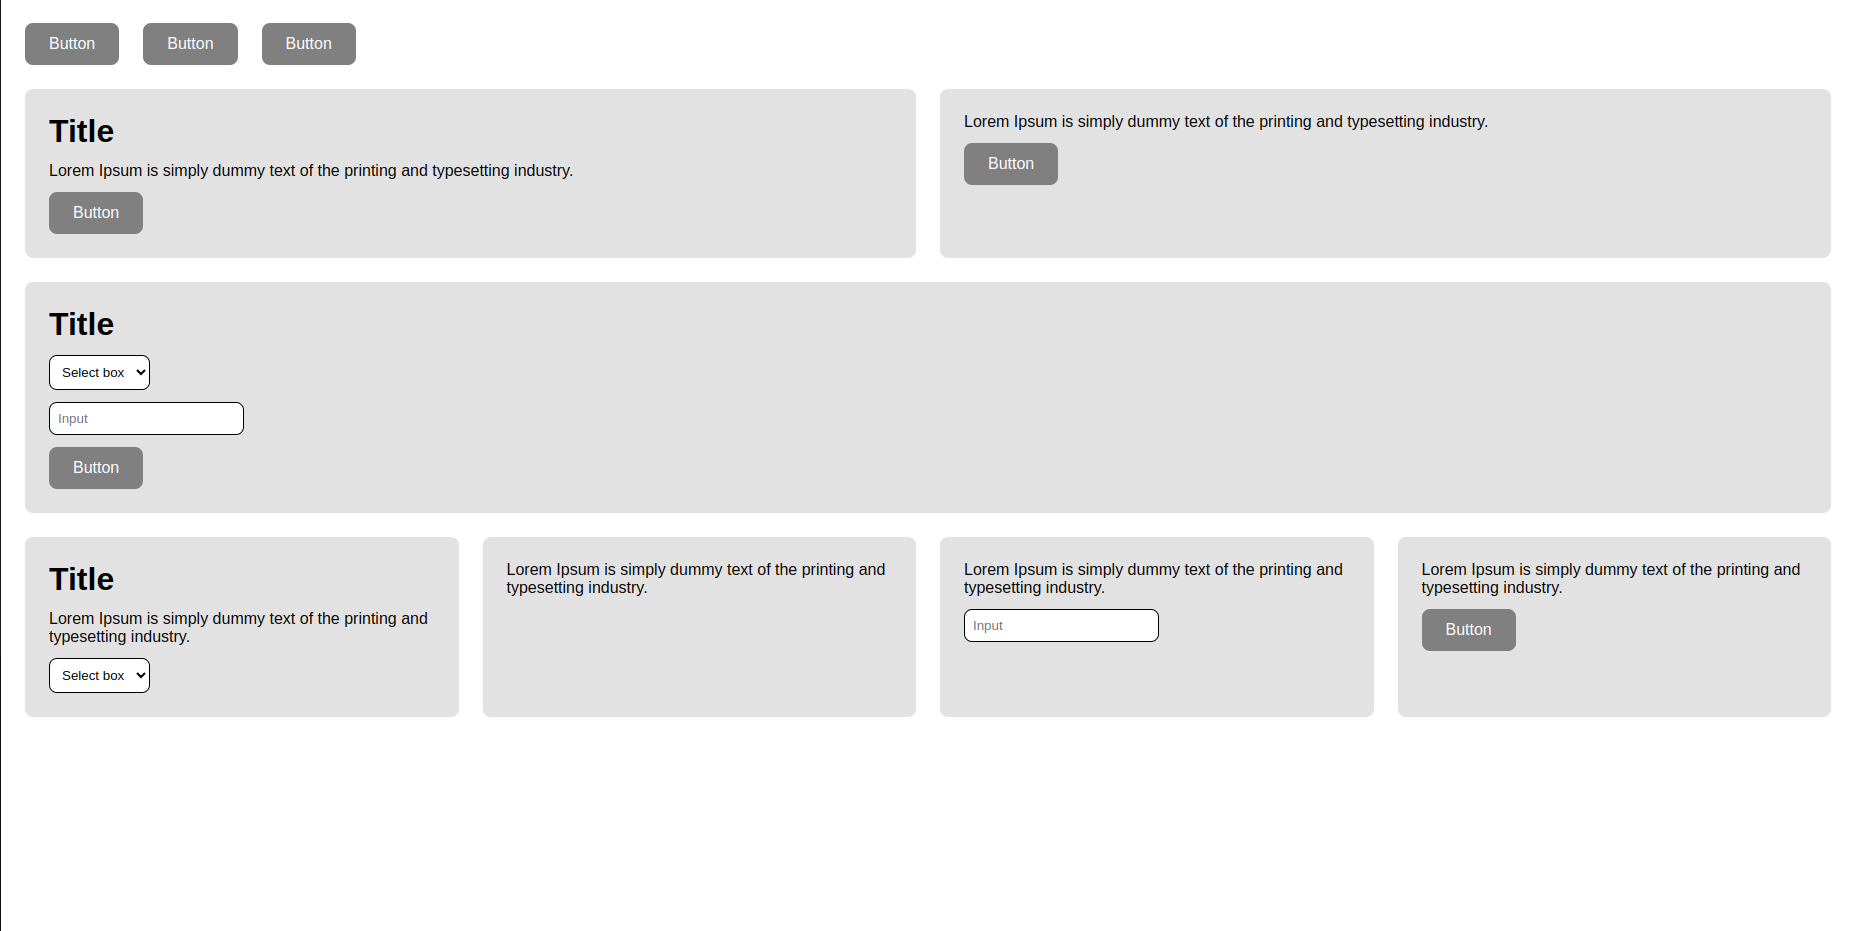 Button
Button
Button
Title
Lorem Ipsum is simply dummy text of the printing and typesetting industry.
Button
Lorem Ipsum is simply dummy text of the printing and typesetting industry.
Button
Title
Select box
Input
Button
Title
Lorem Ipsum is simply dummy text of the printing and
typesetting industry.
Select box
Lorem Ipsum is simply dummy text of the printing and
typesetting industry.
Lorem Ipsum is simply dummy text of the printing and
typesetting industry.
Input
Lorem Ipsum is simply dummy text of the printing and
typesetting industry.
Button